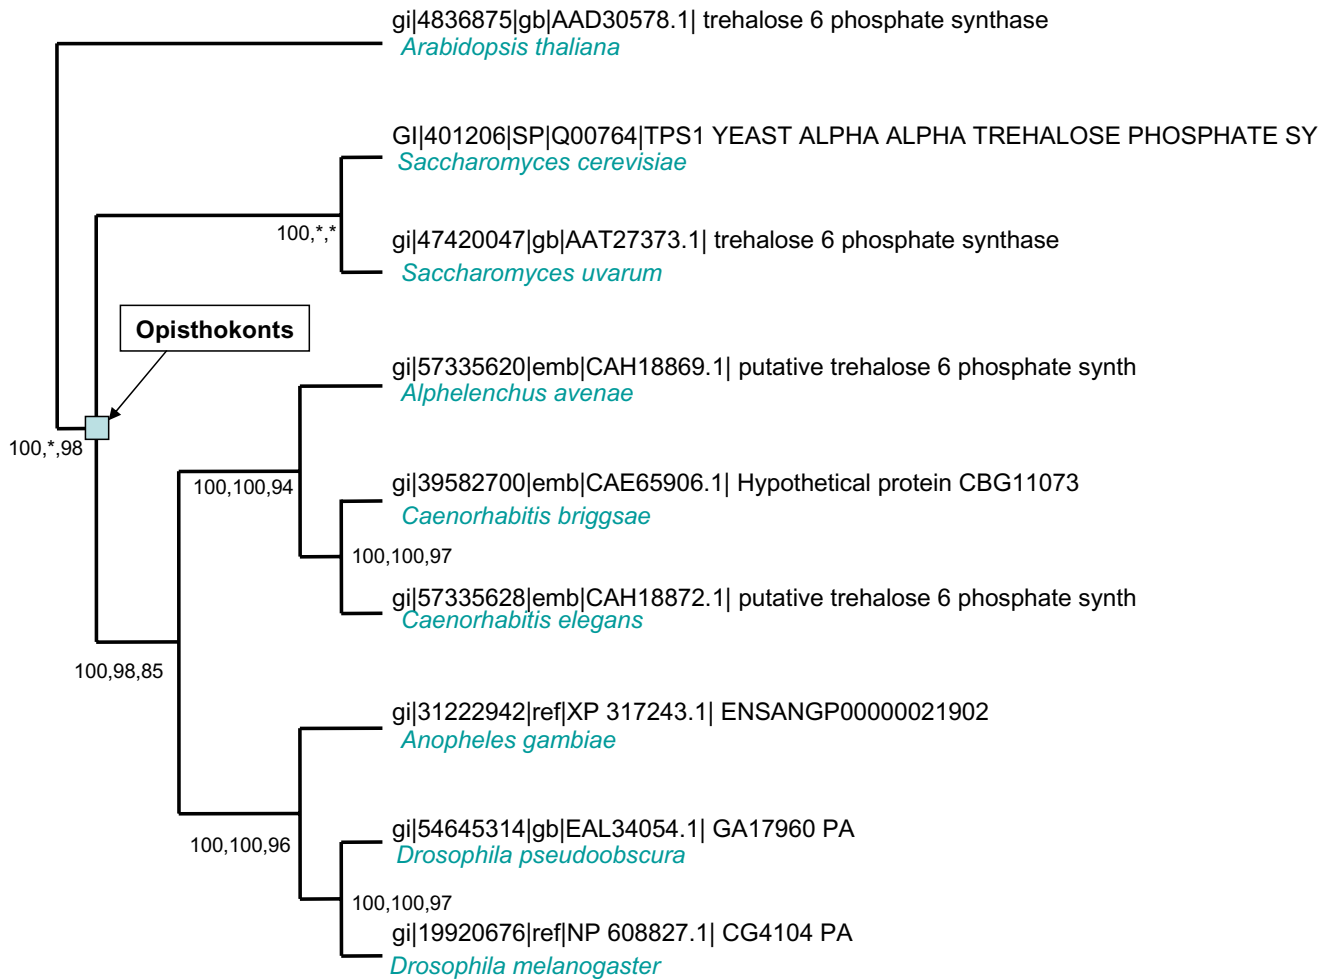 gi|4836875|gb|AAD30578.1| trehalose 6 phosphate synthase
Arabidopsis thaliana
GI|401206|SP|Q00764|TPS1 YEAST ALPHA ALPHA TREHALOSE PHOSPHATE SY
Saccharomyces cerevisiae
100,*,*
gi|47420047|gb|AAT27373.1| trehalose 6 phosphate synthase
Saccharomyces uvarum
Opisthokonts
gi|57335620|emb|CAH18869.1| putative trehalose 6 phosphate synth
Alphelenchus avenae
100,*,98
100,100,94
gi|39582700|emb|CAE65906.1| Hypothetical protein CBG11073
Caenorhabitis briggsae
100,100,97
gi|57335628|emb|CAH18872.1| putative trehalose 6 phosphate synth
Caenorhabitis elegans
100,98,85
gi|31222942|ref|XP 317243.1| ENSANGP00000021902
Anopheles gambiae
100,100,96
gi|54645314|gb|EAL34054.1| GA17960 PA
Drosophila pseudoobscura
100,100,97
gi|19920676|ref|NP 608827.1| CG4104 PA
Drosophila melanogaster